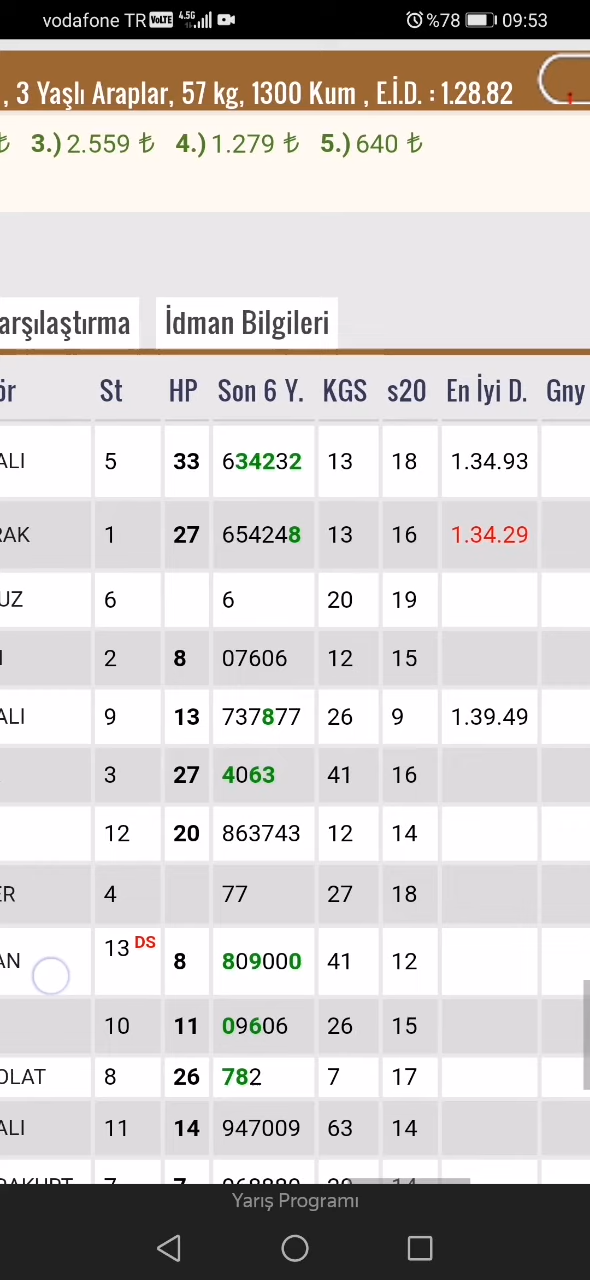 vodafone TR VoLTE 4.5G %78 09:53
, 3 Yaşlı Araplar, 57 kg, 1300 Kum , E.İ.D. : 1.28.82
₺ 3.) 2.559 ₺ 4.) 1.279 ₺ 5.) 640 ₺
arşılaştırma İdman Bilgileri
ör St HP Son 6 Y. KGS s20 En İyi D. Gny
ALI 5 33 634232 13 18 1.34.93
RAK 1 27 654248 13 16 1.34.29
UZ 6 6 20 19
2 8 07606 12 15
ALI 9 13 737877 26 9 1.39.49
3 27 4063 41 16
12 20 863743 12 14
ER 4 77 27 18
AN 13 DS 8 809000 41 12
10 11 09606 26 15
OLAT 8 26 782 7 17
ALI 11 14 947009 63 14
Yarış Programı